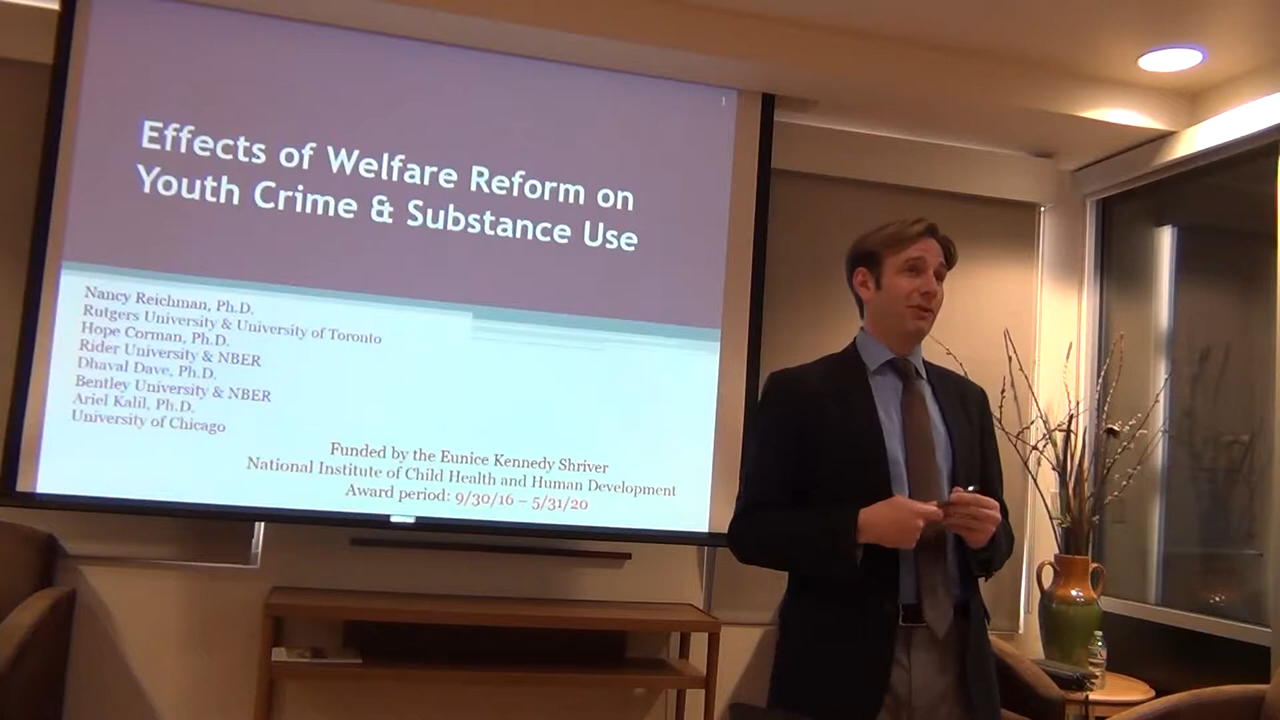 1
Effects of Welfare Reform on
Youth Crime & Substance Use
Nancy Reichman, Ph.D.
Rutgers University & University of Toronto
Hope Corman, Ph.D.
Rider University & NBER
Dhaval Dave, Ph.D.
Bentley University & NBER
Ariel Kalil, Ph.D.
University of Chicago
Funded by the Eunice Kennedy Shriver
National Institute of Child Health and Human Development
Award period: 9/30/16 – 5/31/20